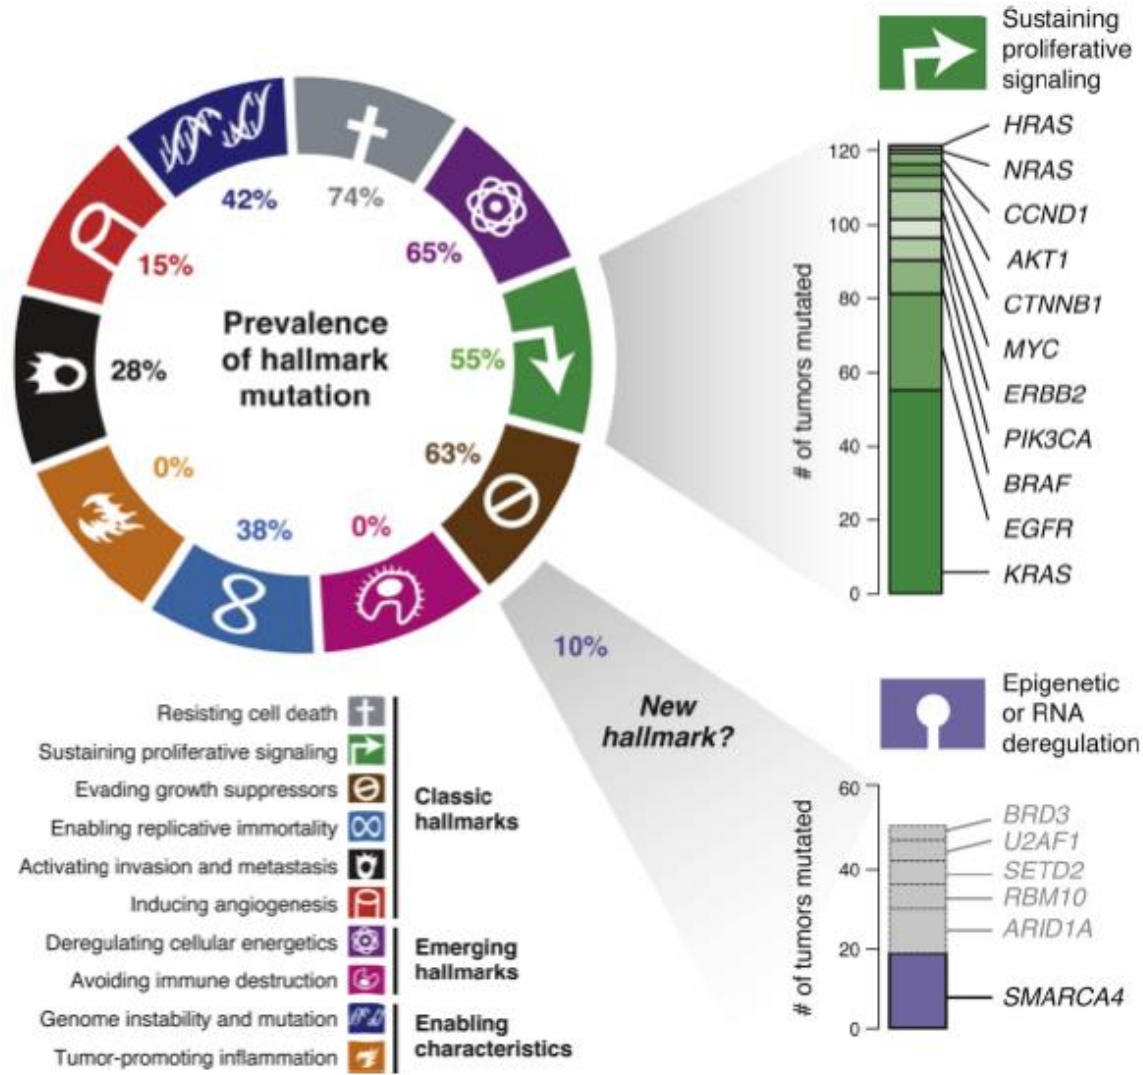 Sustaining
proliferative
signaling
42%
74%
65%
15%
55%
28%
63%
0%
38%
0%
Prevalence
of hallmark
mutation
# of tumors mutated
120
100
80
60
40
20
0
HRAS
NRAS
CCND1
AKT1
CTNNB1
MYC
ERBB2
PIK3CA
BRAF
EGFR
KRAS
10%
New
hallmark?
Epigenetic
or RNA
deregulation
# of tumors mutated
60
40
20
0
BRD3
U2AF1
SETD2
RBM10
ARID1A
SMARCA4
Resisting cell death
Sustaining proliferative signaling
Evading growth suppressors
Enabling replicative immortality
Activating invasion and metastasis
Inducing angiogenesis
Classic
hallmarks
Deregulating cellular energetics
Avoiding immune destruction
Emerging
hallmarks
Genome instability and mutation
Tumor-promoting inflammation
Enabling
characteristics